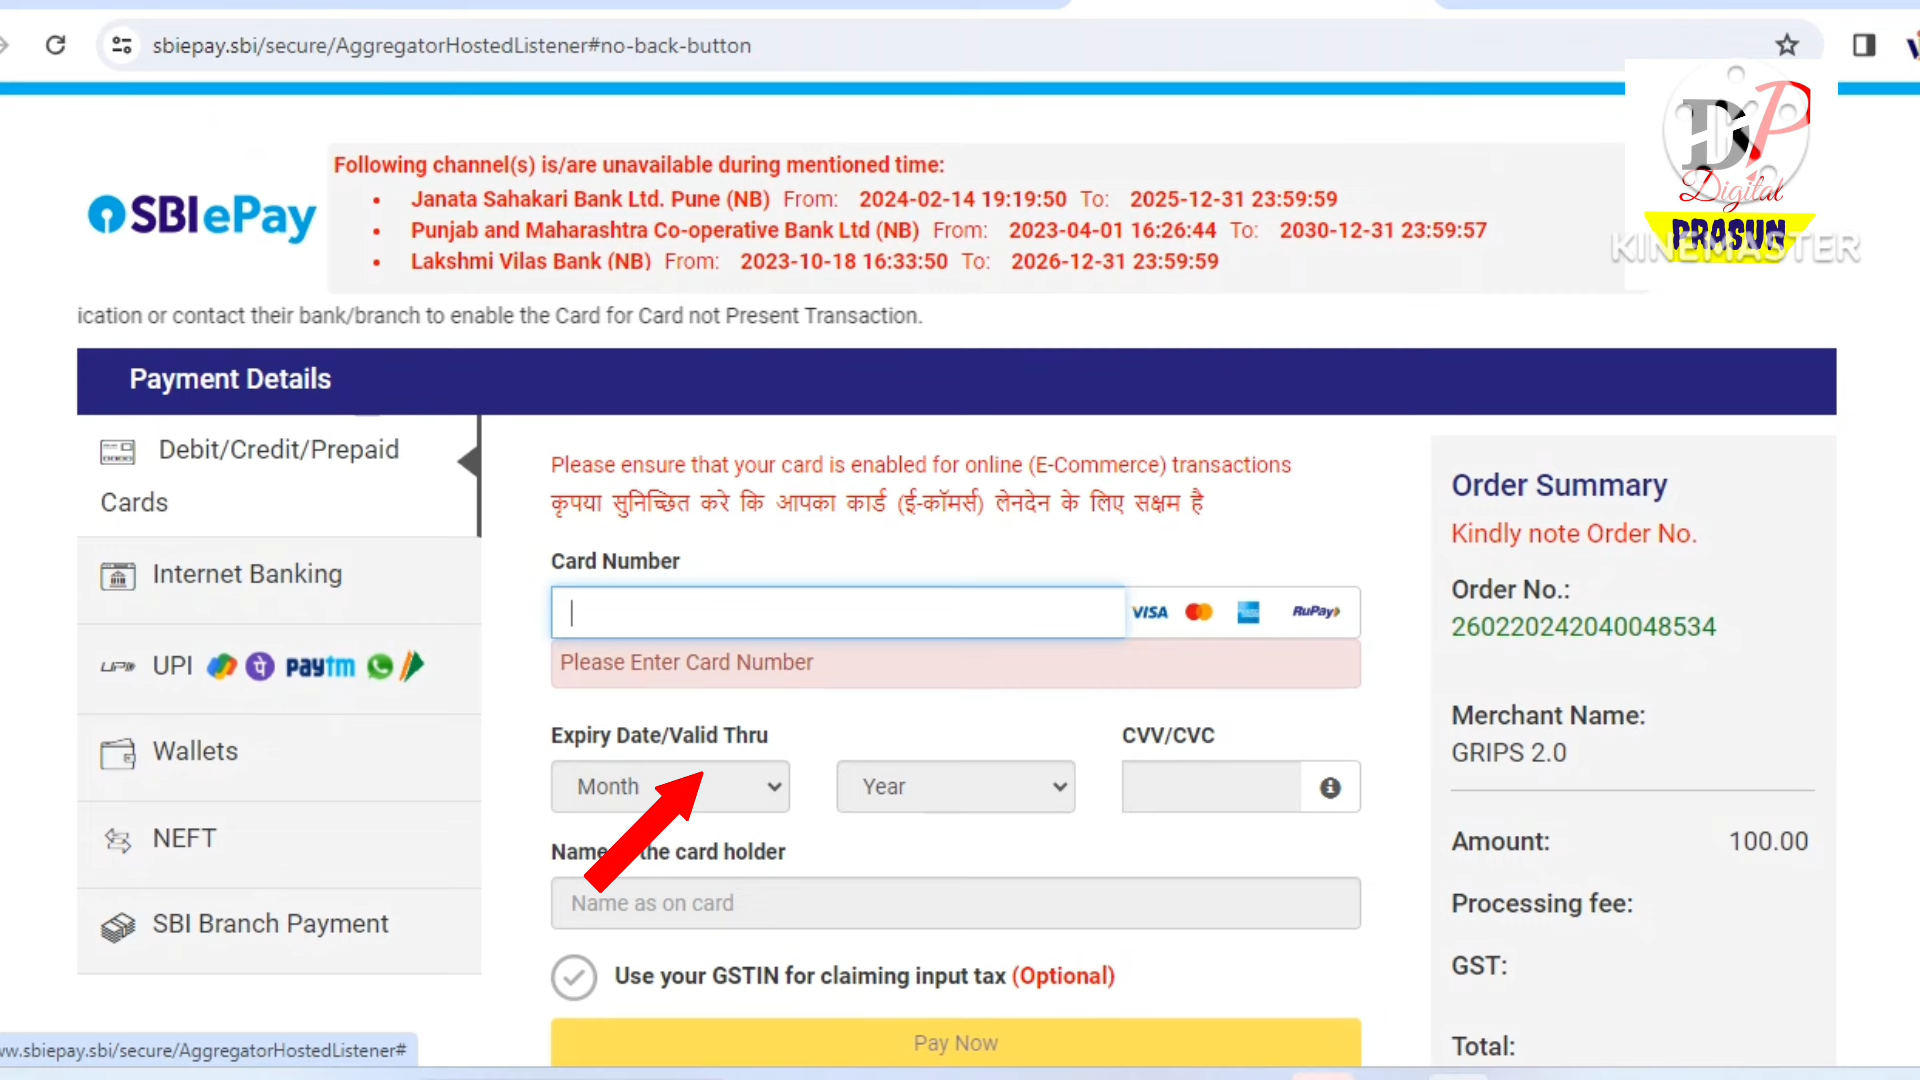 sbiepay.sbi/secure/AggregatorHostedListener#no-back-button
Following channel(s) is/are unavailable during mentioned time:
Janata Sahakari Bank Ltd. Pune (NB) From: 2024-02-14 19:19:50 To: 2025-12-31 23:59:59
Punjab and Maharashtra Co-operative Bank Ltd (NB) From: 2023-04-01 16:26:44 To: 2030-12-31 23:59:57
Lakshmi Vilas Bank (NB) From: 2023-10-18 16:33:50 To: 2026-12-31 23:59:59
SBIePay
DP
Digital
PRASUN
KINEMASTER
ication or contact their bank/branch to enable the Card for Card not Present Transaction.
Payment Details
Debit/Credit/Prepaid
Cards
Internet Banking
UPI UPI पे paytm
Wallets
NEFT
SBI Branch Payment
Please ensure that your card is enabled for online (E-Commerce) transactions
कृपया सुनिच्छित करे कि आपका कार्ड (ई-कॉमर्स) लेनदेन के लिए सक्षम है
Card Number
VISA RuPay
Please Enter Card Number
Expiry Date/Valid Thru CVV/CVC
Month Year
Name the card holder
Name as on card
Use your GSTIN for claiming input tax (Optional)
Pay Now
Order Summary
Kindly note Order No.
Order No.:
260220242040048534
Merchant Name:
GRIPS 2.0
Amount: 100.00
Processing fee:
GST:
Total:
ww.sbiepay.sbi/secure/AggregatorHostedListener#